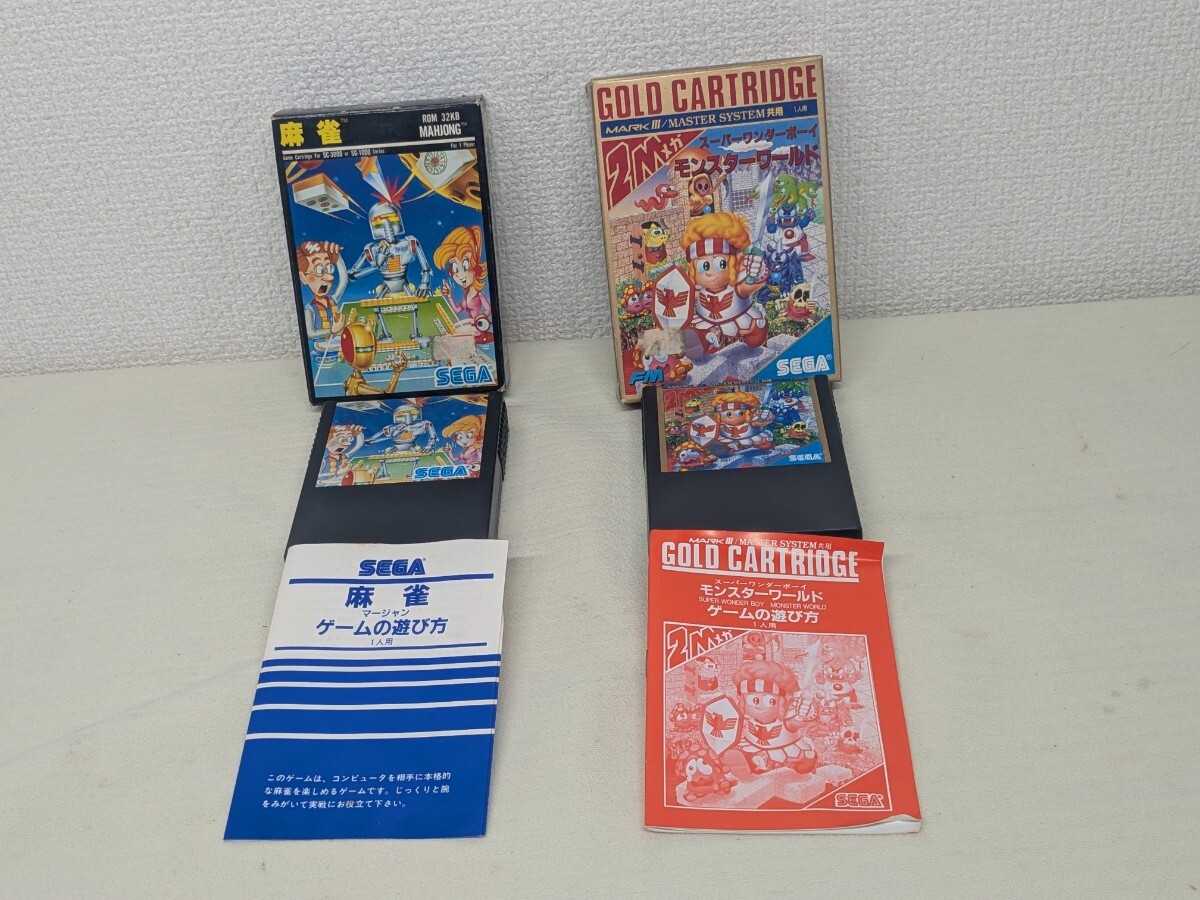 麻雀™
ROM 32KB
MAHJONG™
Game Cartridge For SC-3000 or SG-1000 Series
For 1 Player
SEGA
SEGA
SEGA®
麻雀
マージャン
ゲームの遊び方
1人用
このゲームは、コンピュータを相手に本格的
な麻雀を楽しめるゲームです。じっくりと腕
をみがいて実戦にお役立て下さい。
GOLD CARTRIDGE
MARK III/MASTER SYSTEM共用 1人用
2Mメガ
スーパーワンダーボーイ
モンスターワールド
FM
SEGA®
2M
SEGA®
MARK III/MASTER SYSTEM共用
GOLD CARTRIDGE
スーパーワンダーボーイ
モンスターワールド
SUPER WONDER BOY MONSTER WORLD
ゲームの遊び方
1人用
2Mメガ
SEGA®